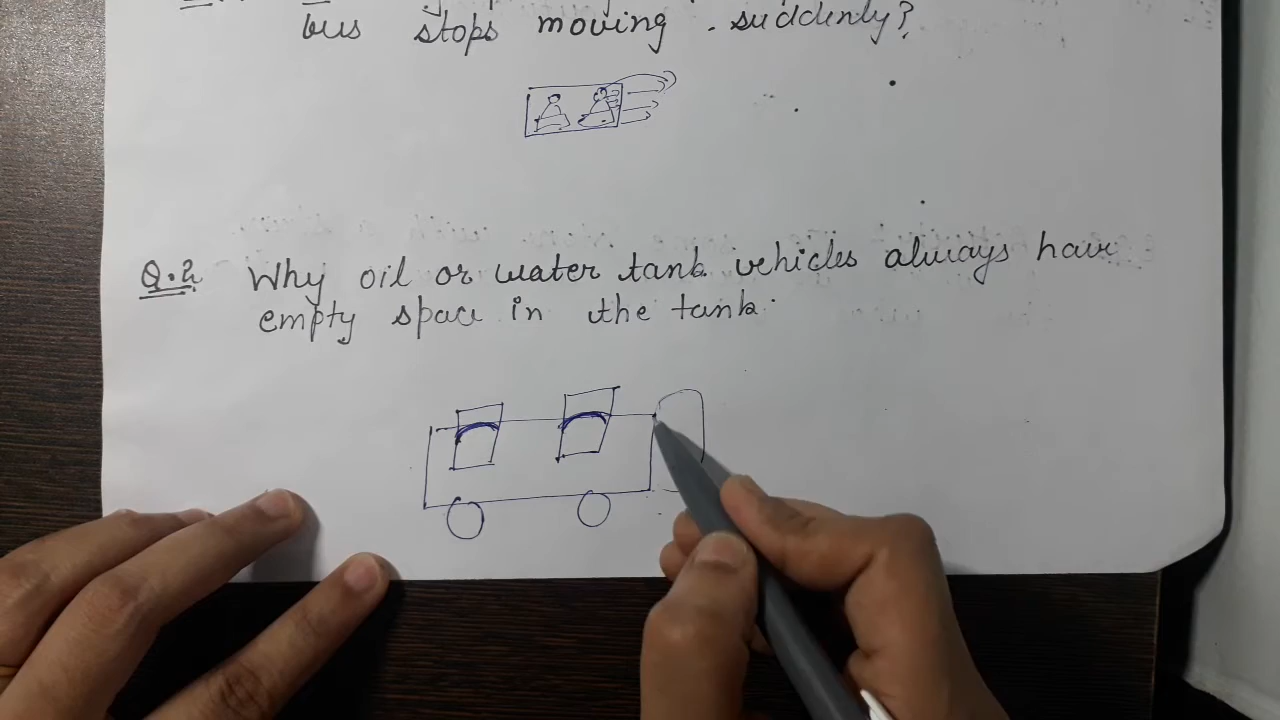 bus stops moving . suddenly?
Q.2 Why oil or water tank vehicles always have
empty space in the tank.